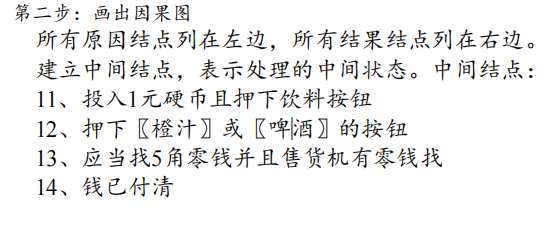 第二步：画出因果图
所有原因结点列在左边，所有结果结点列在右边。
建立中间结点，表示处理的中间状态。中间结点：
11、投入1元硬币且押下饮料按钮
12、押下〖橙汁〗或〖啤酒〗的按钮
13、应当找5角零钱并且售货机有零钱找
14、钱已付清